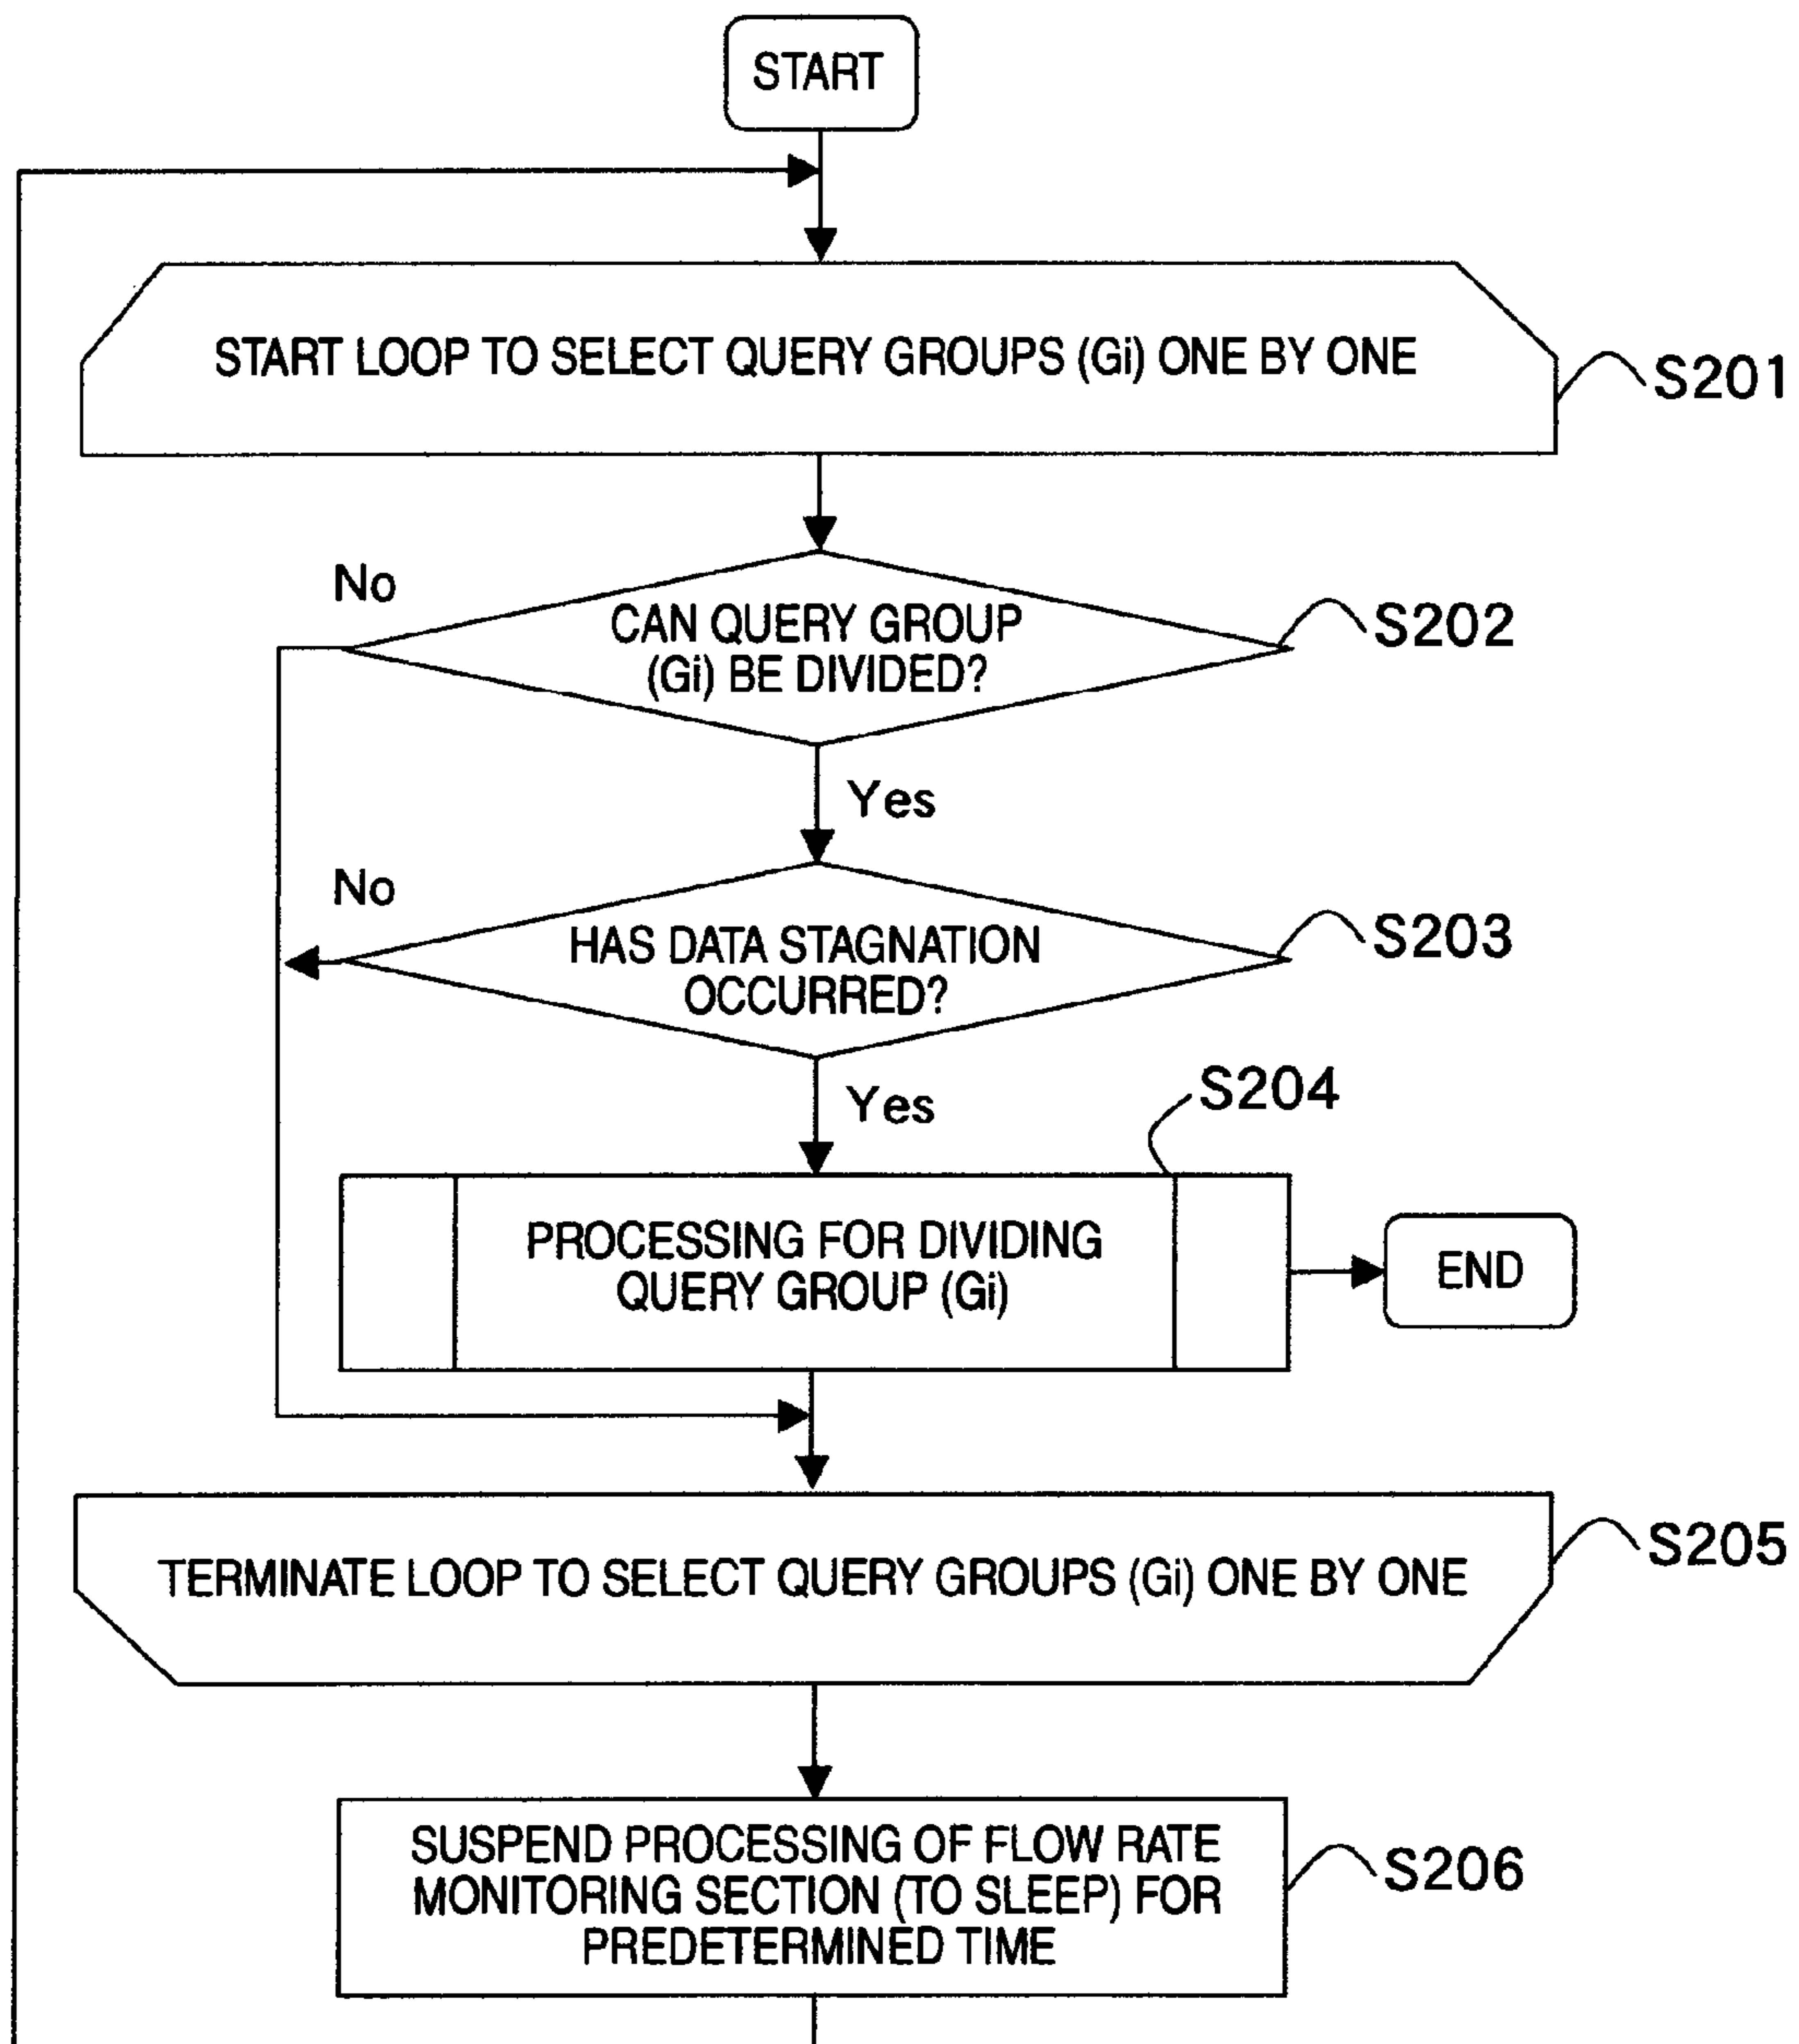 START
START LOOP TO SELECT QUERY GROUPS (Gi) ONE BY ONE
S201
No
CAN QUERY GROUP
(Gi) BE DIVIDED?
S202
Yes
No
HAS DATA STAGNATION
OCCURRED?
S203
Yes
S204
PROCESSING FOR DIVIDING
QUERY GROUP (Gi)
END
TERMINATE LOOP TO SELECT QUERY GROUPS (Gi) ONE BY ONE
S205
SUSPEND PROCESSING OF FLOW RATE
MONITORING SECTION (TO SLEEP) FOR
PREDETERMINED TIME
S206